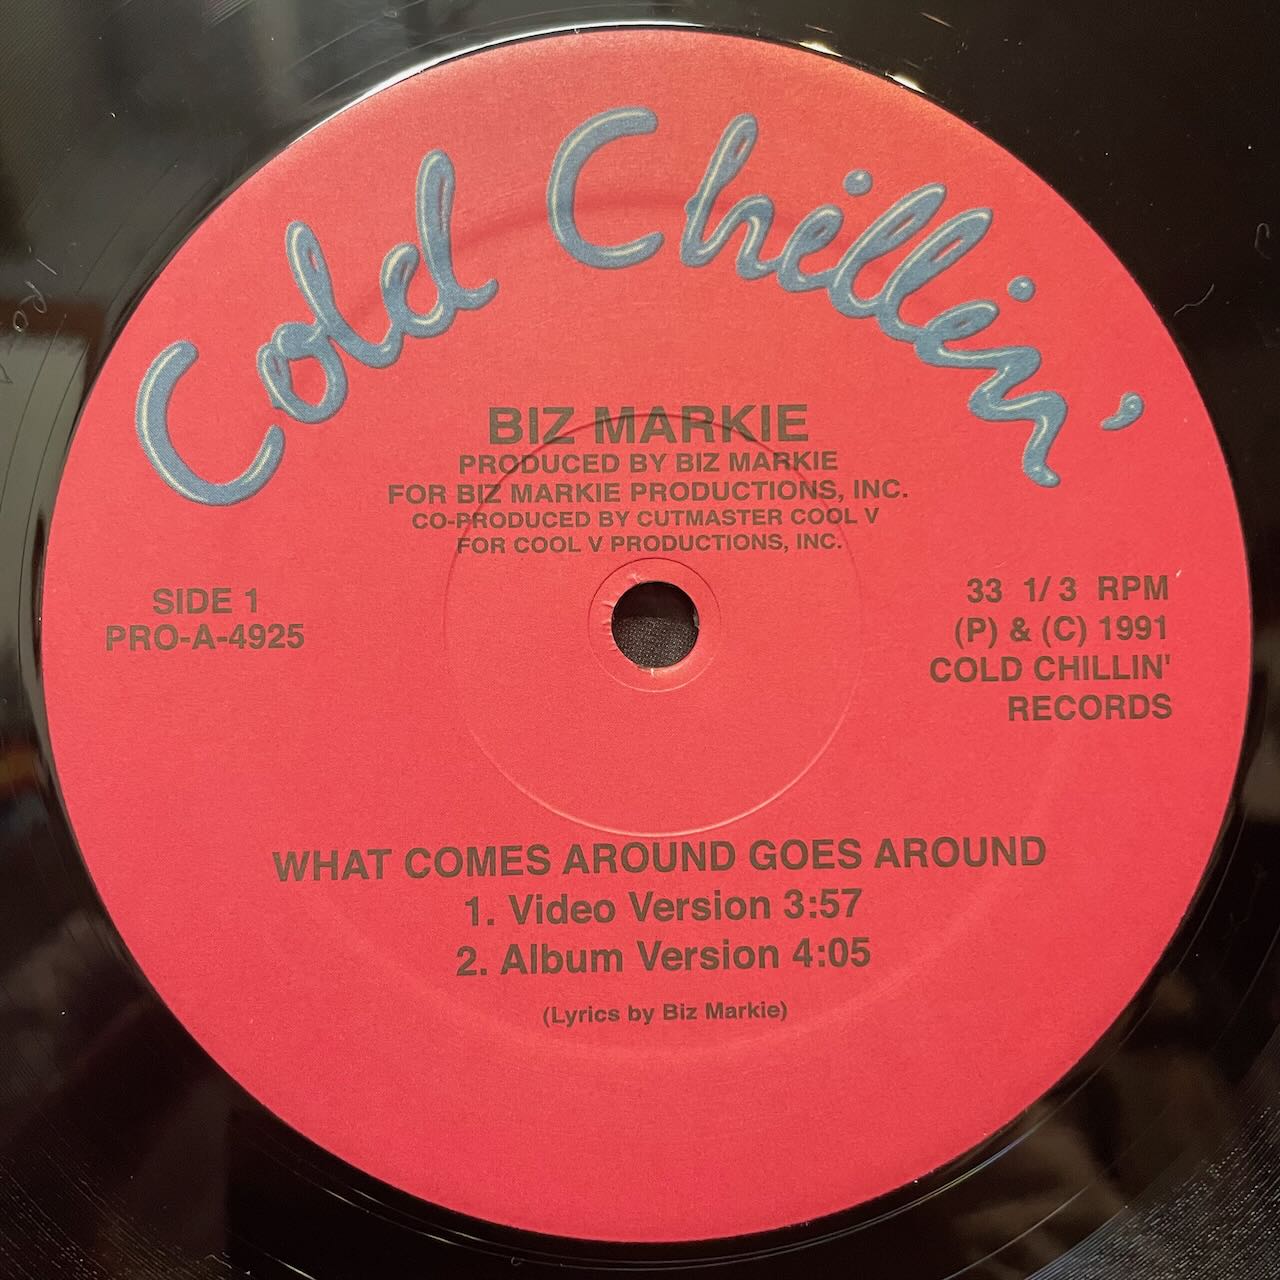 Cold Chillin'
BIZ MARKIE
PRODUCED BY BIZ MARKIE
FOR BIZ MARKIE PRODUCTIONS, INC.
CO-PRODUCED BY CUTMASTER COOL V
FOR COOL V PRODUCTIONS, INC.
SIDE 1
PRO-A-4925
33 1/3 RPM
(P) & (C) 1991
COLD CHILLIN'
RECORDS
WHAT COMES AROUND GOES AROUND
1. Video Version 3:57
2. Album Version 4:05
(Lyrics by Biz Markie)